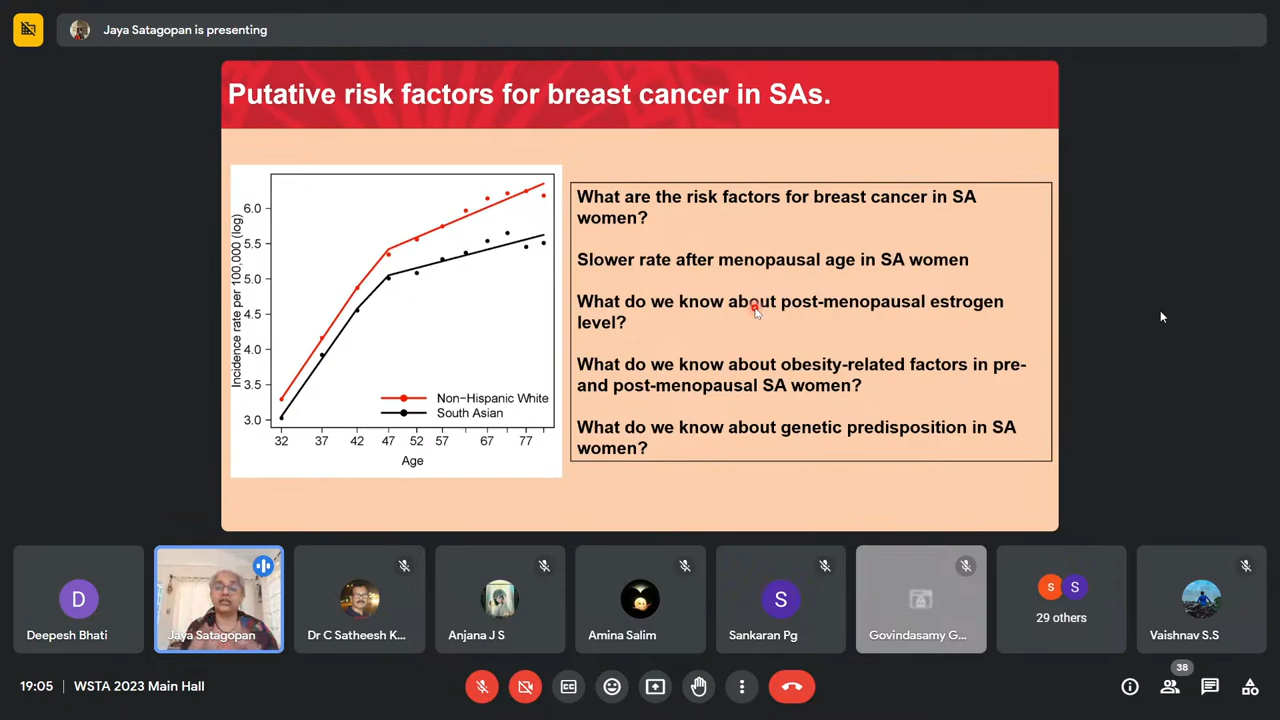 Jaya Satagopan is presenting
Putative risk factors for breast cancer in SAs.
Incidence rate per 100,000 (log)
6.0
5.5
5.0
4.5
4.0
3.5
3.0
Non−Hispanic White
South Asian
32 37 42 47 52 57 67 77
Age
What are the risk factors for breast cancer in SA
women?
Slower rate after menopausal age in SA women
What do we know about post-menopausal estrogen
level?
What do we know about obesity-related factors in pre-
and post-menopausal SA women?
What do we know about genetic predisposition in SA
women?
D
S
s S
29 others
Deepesh Bhati
Jaya Satagopan
Dr C Satheesh K...
Anjana J S
Amina Salim
Sankaran Pg
Govindasamy G...
Vaishnav S.S
19:05 | WSTA 2023 Main Hall
CC
38